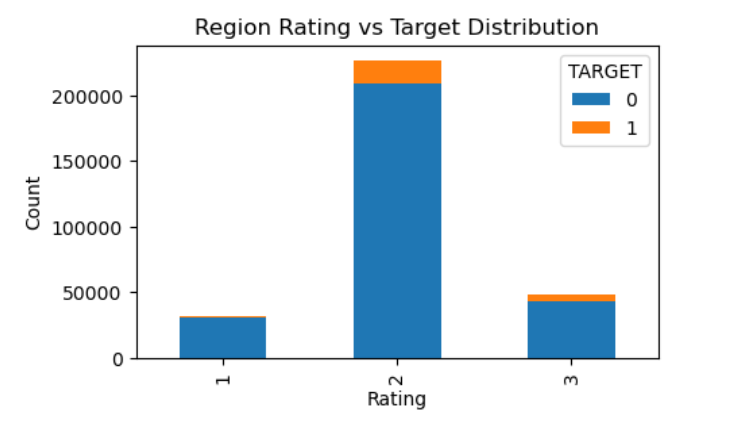 Region Rating vs Target Distribution
TARGET
0
1
200000
150000
100000
50000
0
Count
1
2
3
Rating